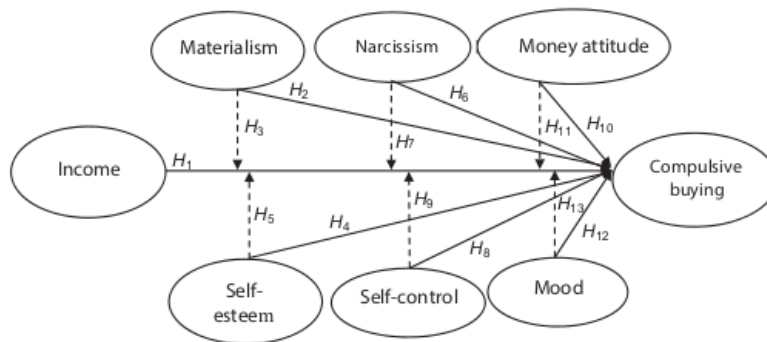 Materialism
Narcissism
Money attitude
H2
H6
H3
H7
H11
H10
Income
H1
Compulsive
buying
H5
H4
H9
H13
H8
H12
Self-
esteem
Self-control
Mood